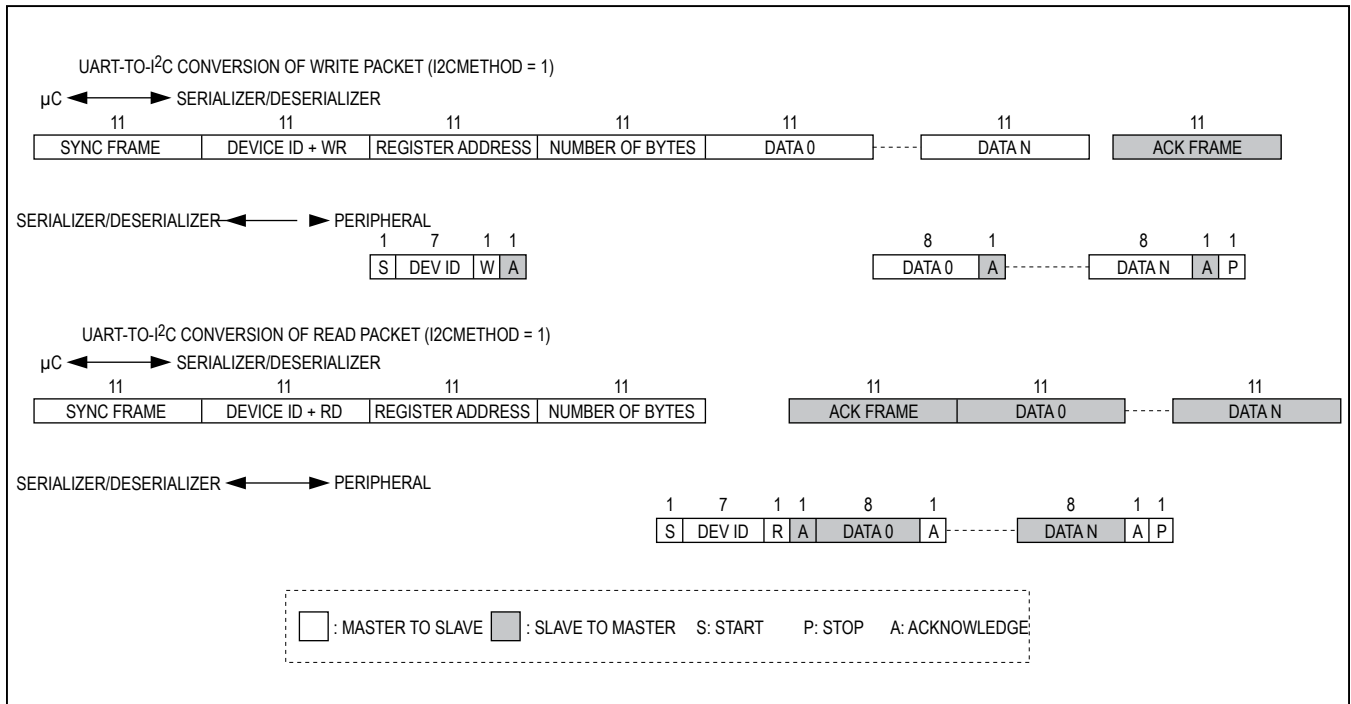 UART-TO-I2C CONVERSION OF WRITE PACKET (I2CMETHOD = 1)
µC SERIALIZER/DESERIALIZER
11 11 11 11 11 11 11
SYNC FRAME DEVICE ID + WR REGISTER ADDRESS NUMBER OF BYTES DATA 0 DATA N ACK FRAME
SERIALIZER/DESERIALIZER PERIPHERAL
1 7 1 1 8 1 8 1 1
S DEV ID W A DATA 0 A DATA N A P
UART-TO-I2C CONVERSION OF READ PACKET (I2CMETHOD = 1)
µC SERIALIZER/DESERIALIZER
11 11 11 11 11 11 11
SYNC FRAME DEVICE ID + RD REGISTER ADDRESS NUMBER OF BYTES ACK FRAME DATA 0 DATA N
SERIALIZER/DESERIALIZER PERIPHERAL
1 7 1 1 8 1 8 1 1
S DEV ID R A DATA 0 A DATA N A P
: MASTER TO SLAVE : SLAVE TO MASTER S: START P: STOP A: ACKNOWLEDGE